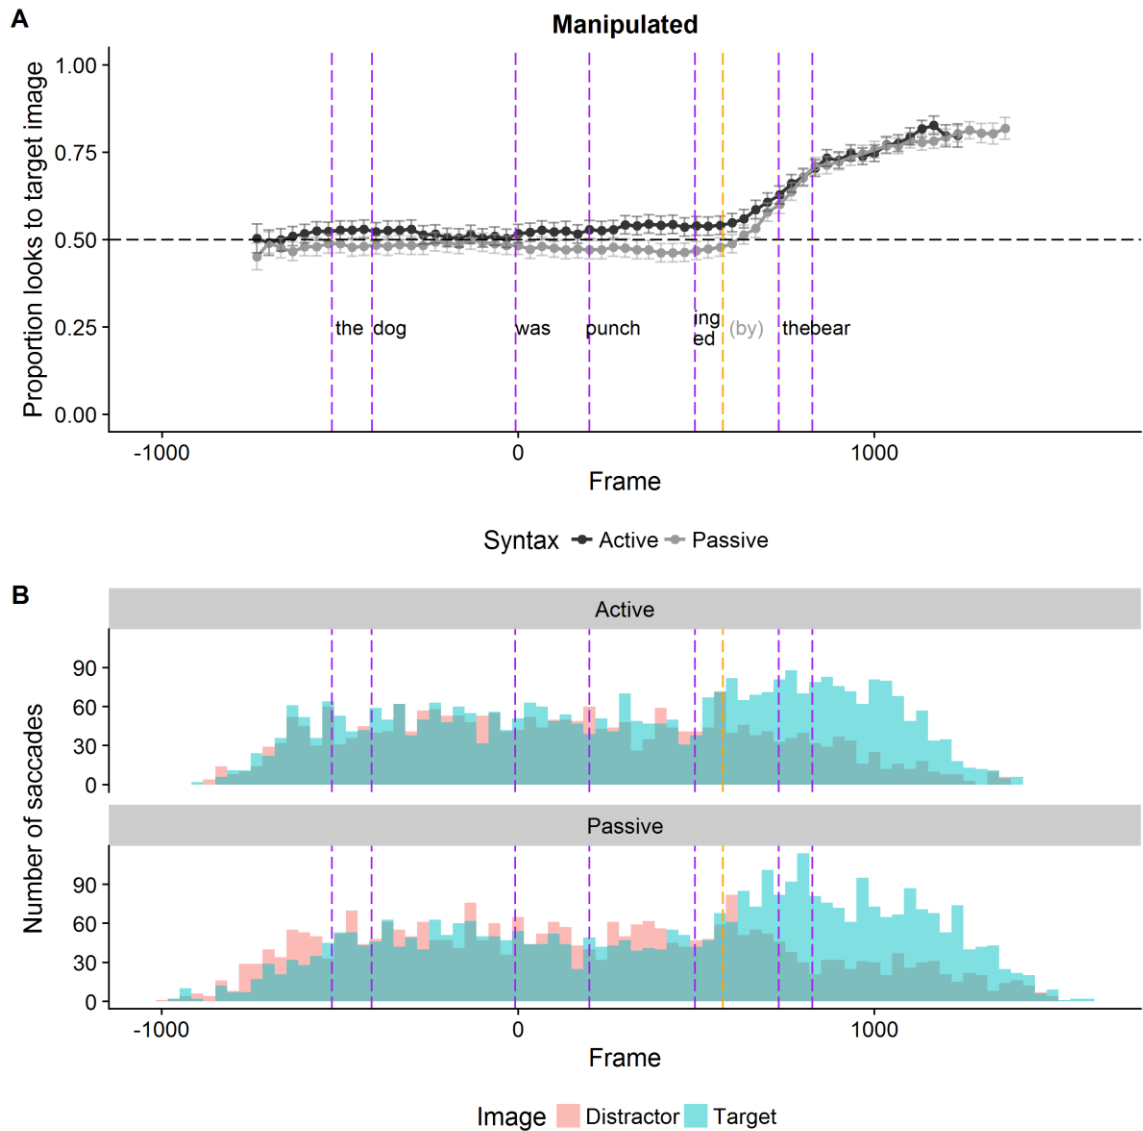 A
Manipulated
Proportion looks to target image
1.00
0.75
0.50
0.25
0.00
the dog was punch ing ed (by) the bear
-1000 0 1000
Frame
Syntax Active Passive
B
Number of saccades
Active
90
60
30
0
Passive
90
60
30
0
-1000 0 1000
Frame
Image Distractor Target